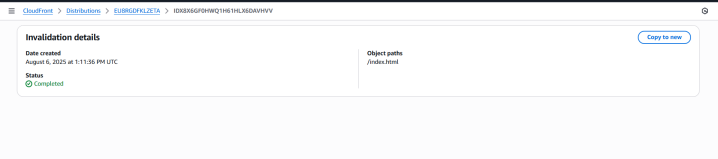 CloudFront > Distributions > EU8RGDFKLZETA > IDX8X6GF0HWQ1H61HLX6DAVHVV
Invalidation details
Copy to new
Date created
August 6, 2025 at 1:11:36 PM UTC
Object paths
/index.html
Status
Completed